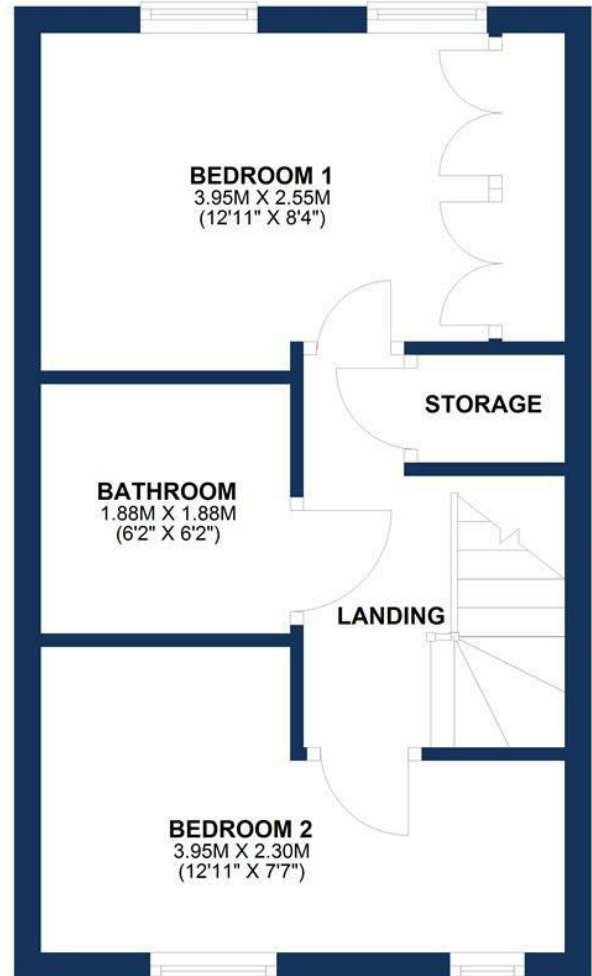 BEDROOM 1
3.95M X 2.55M
(12'11" X 8'4")
STORAGE
BATHROOM
1.88M X 1.88M
(6'2" X 6'2")
LANDING
BEDROOM 2
3.95M X 2.30M
(12'11" X 7'7")